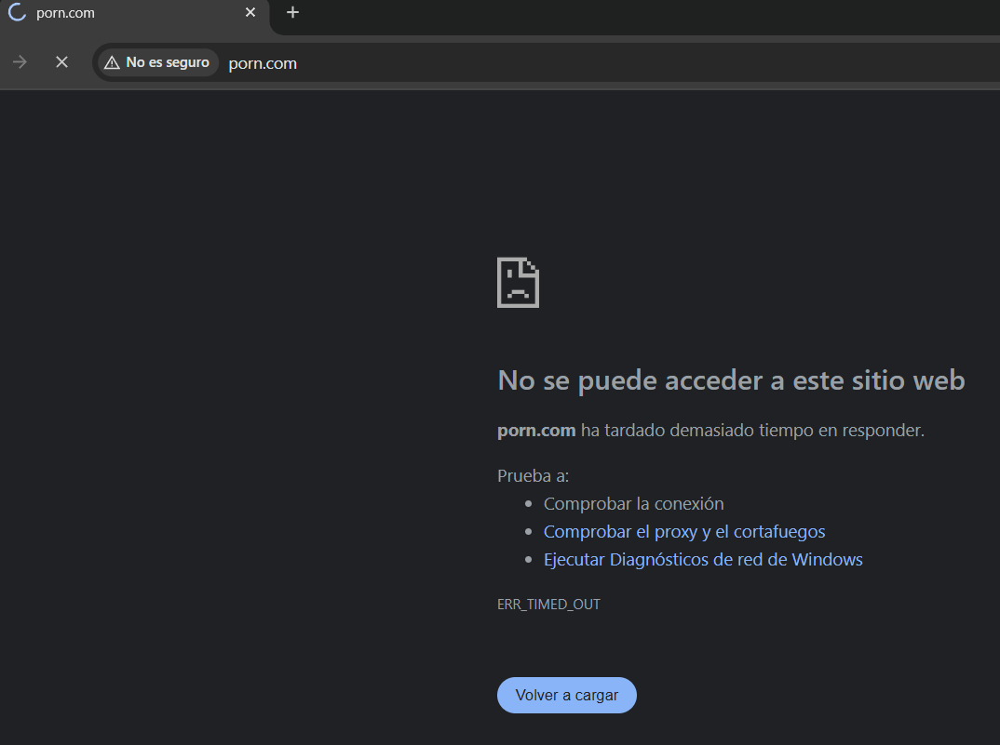 porn.com
No es seguro porn.com
No se puede acceder a este sitio web
porn.com ha tardado demasiado tiempo en responder.
Prueba a:
Comprobar la conexión
Comprobar el proxy y el cortafuegos
Ejecutar Diagnósticos de red de Windows
ERR_TIMED_OUT
Volver a cargar